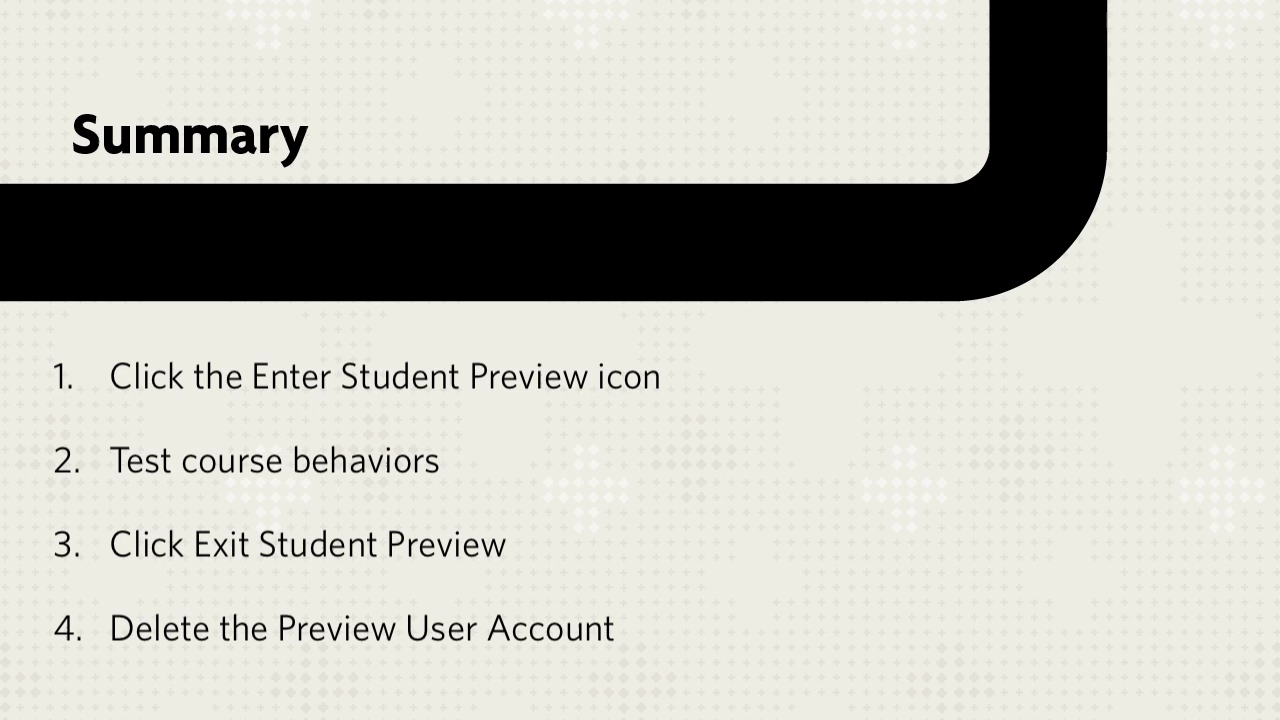 Summary
1. Click the Enter Student Preview icon
2. Test course behaviors
3. Click Exit Student Preview
4. Delete the Preview User Account